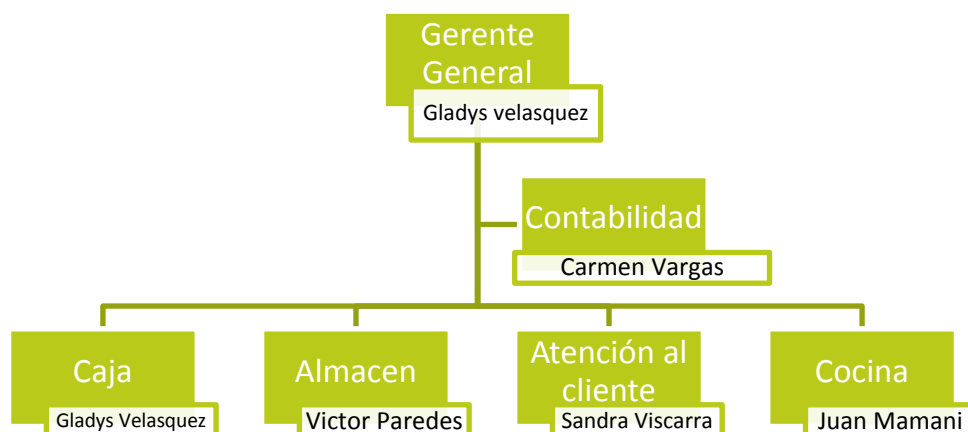 Gerente
General
Gladys velasquez
Contabilidad
Carmen Vargas
Caja
Gladys Velasquez
Almacen
Victor Paredes
Atención al
cliente
Sandra Viscarra
Cocina
Juan Mamani